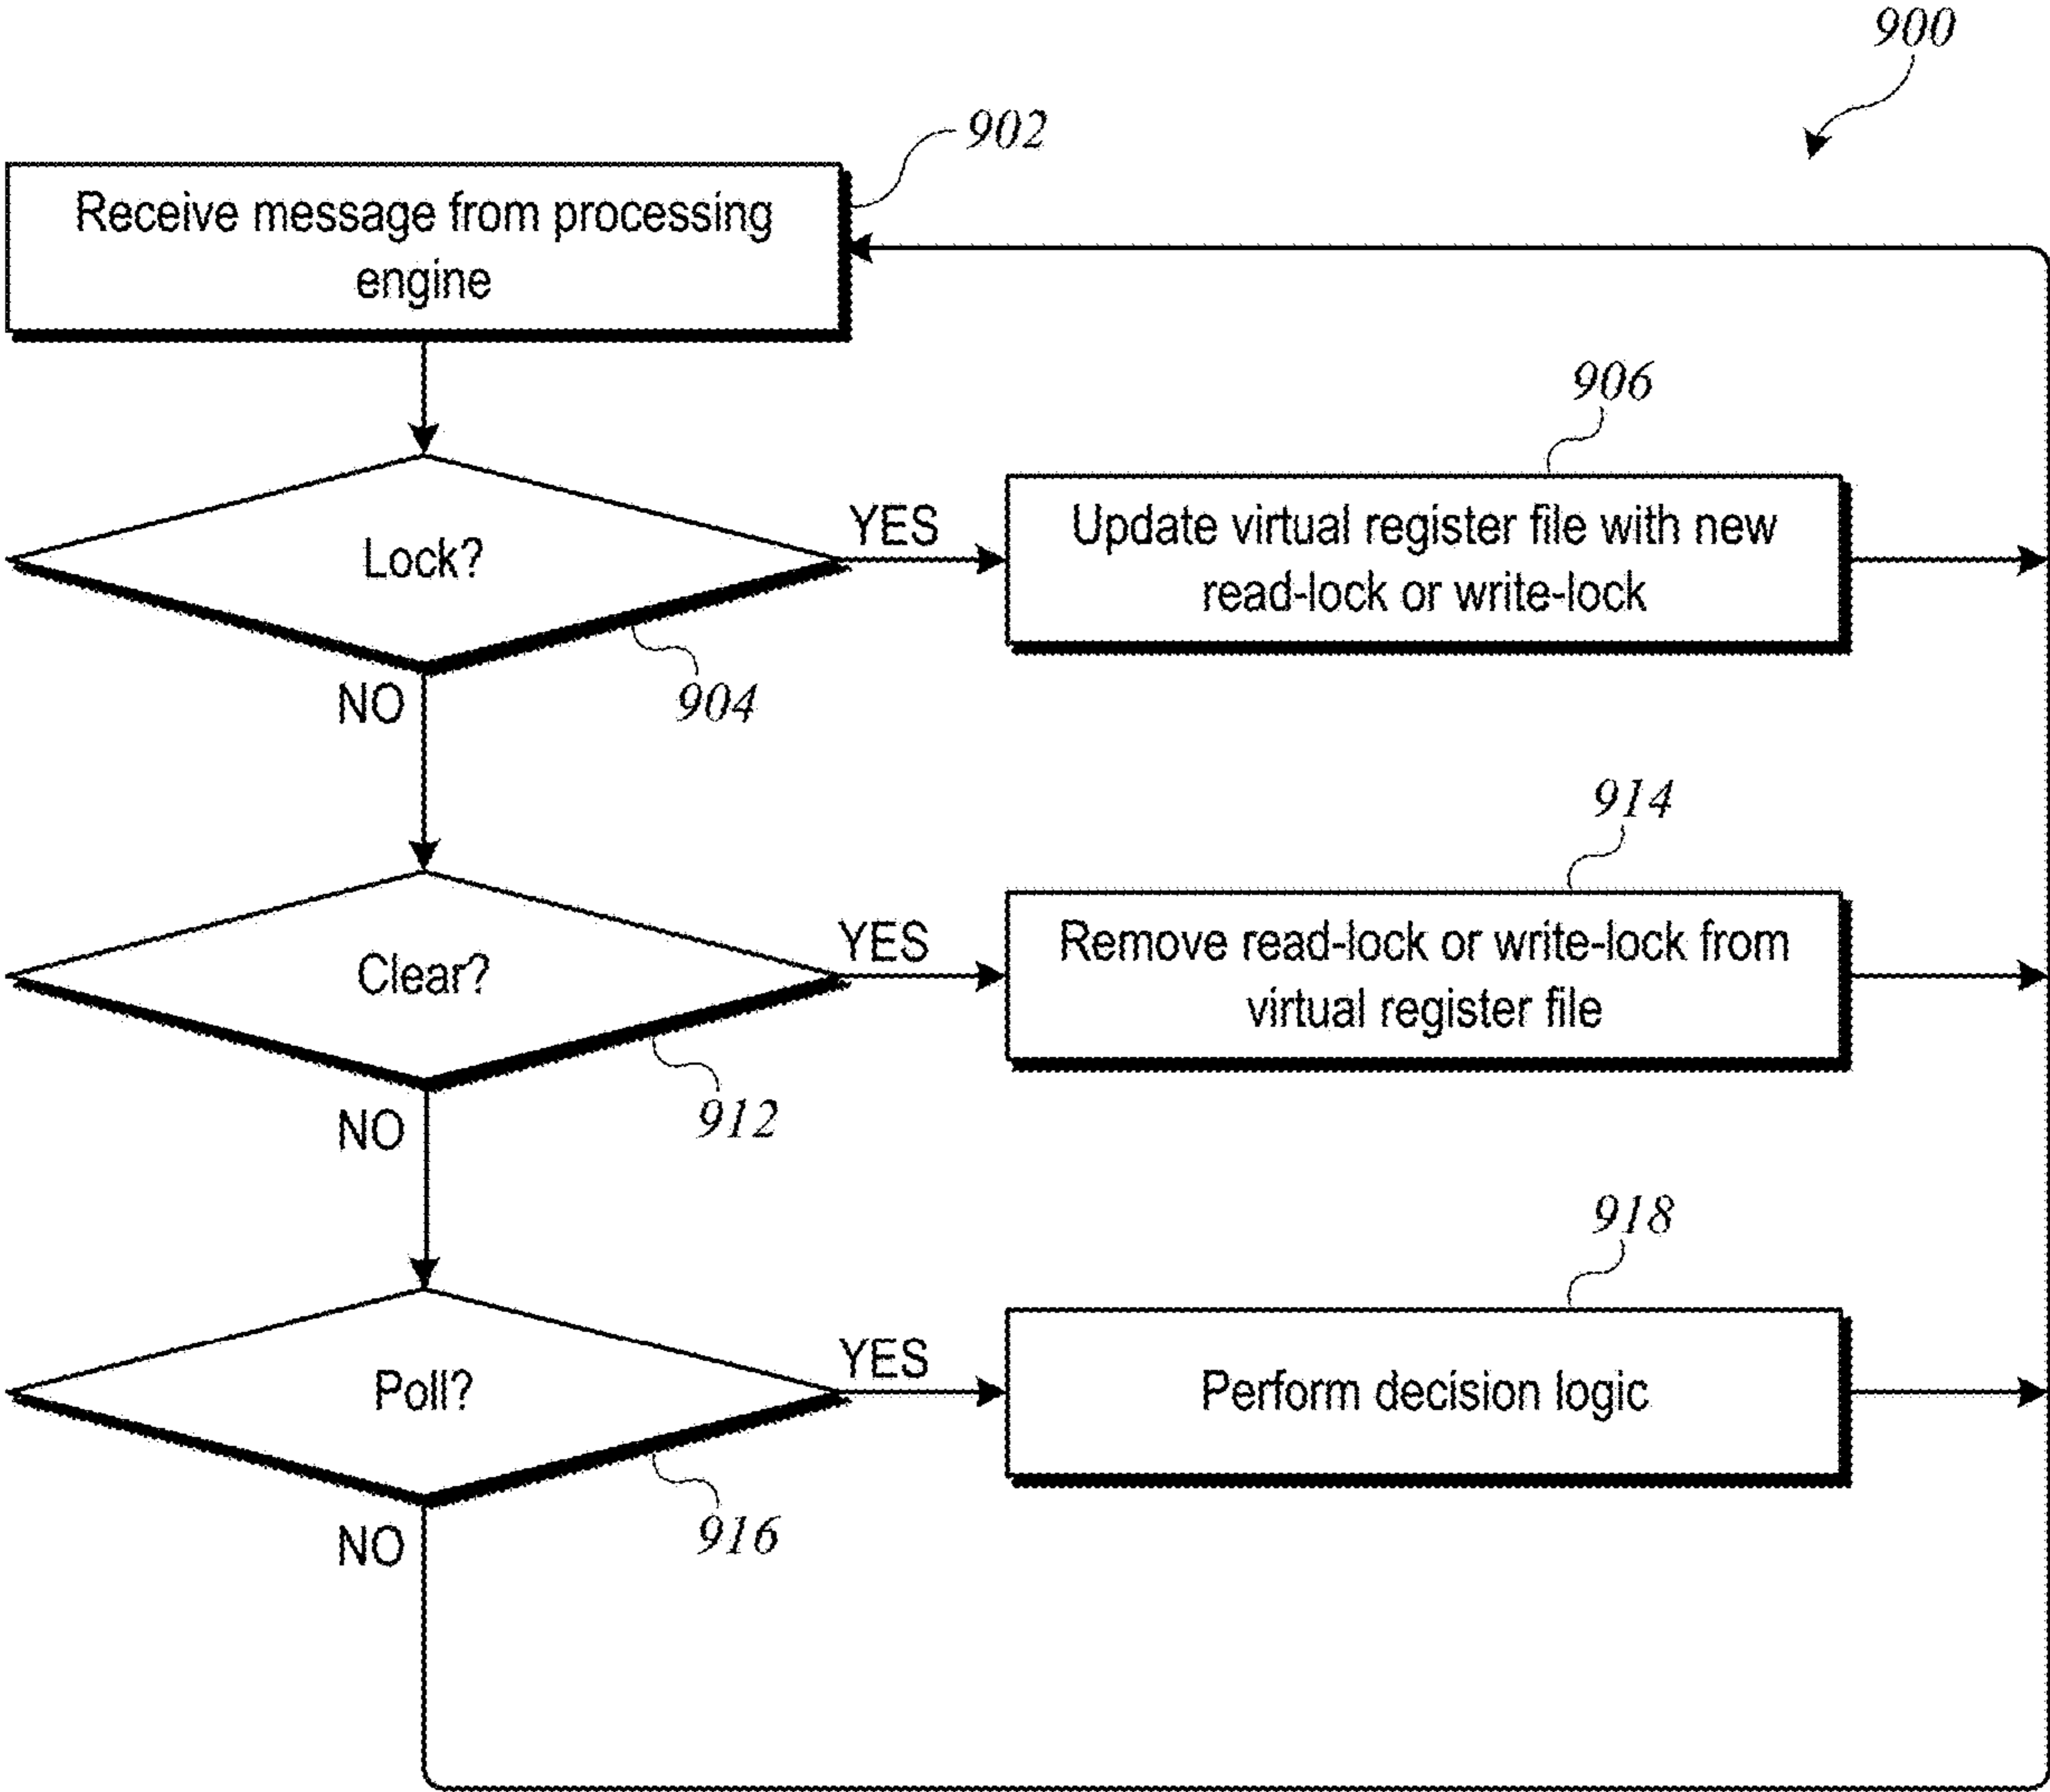 900
902
Receive message from processing
engine
906
Lock?
YES
Update virtual register file with new
read-lock or write-lock
904
NO
914
Clear?
YES
Remove read-lock or write-lock from
virtual register file
912
NO
918
Poll?
YES
Perform decision logic
916
NO